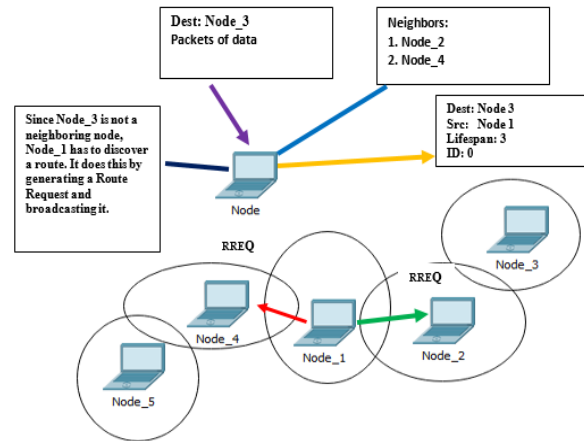 Dest: Node_3
Packets of data
Neighbors:
1. Node_2
2. Node_4
Since Node_3 is not a
neighboring node,
Node_1 has to discover
a route. It does this by
generating a Route
Request and
broadcasting it.
Dest: Node 3
Src: Node 1
Lifespan: 3
ID: 0
Node
RREQ
RREQ
Node_3
Node_4
Node_1
Node_2
Node_5